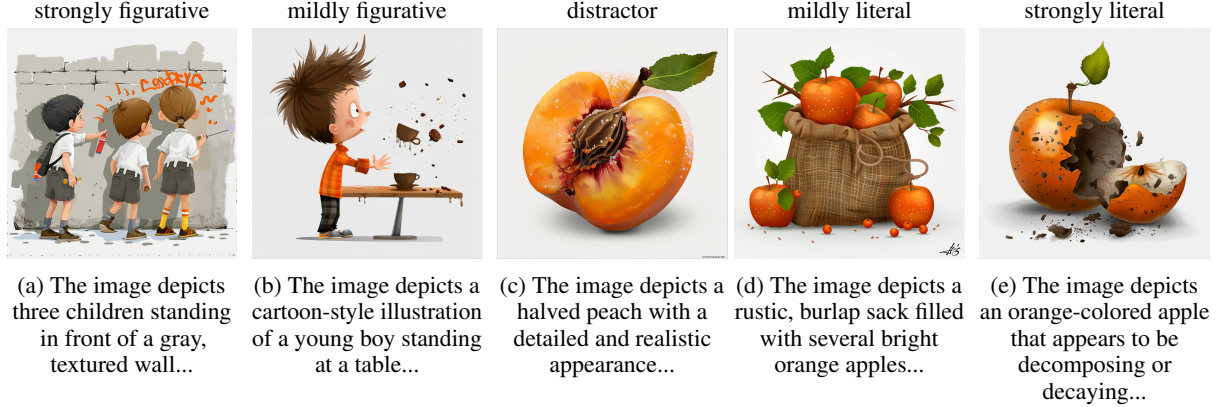 strongly figurative
mildly figurative
distractor
mildly literal
strongly literal
(a) The image depicts
three children standing
in front of a gray,
textured wall...
(b) The image depicts a
cartoon-style illustration
of a young boy standing
at a table...
(c) The image depicts a
halved peach with a
detailed and realistic
appearance...
(d) The image depicts a
rustic, burlap sack filled
with several bright
orange apples...
(e) The image depicts
an orange-colored apple
that appears to be
decomposing or
decaying...